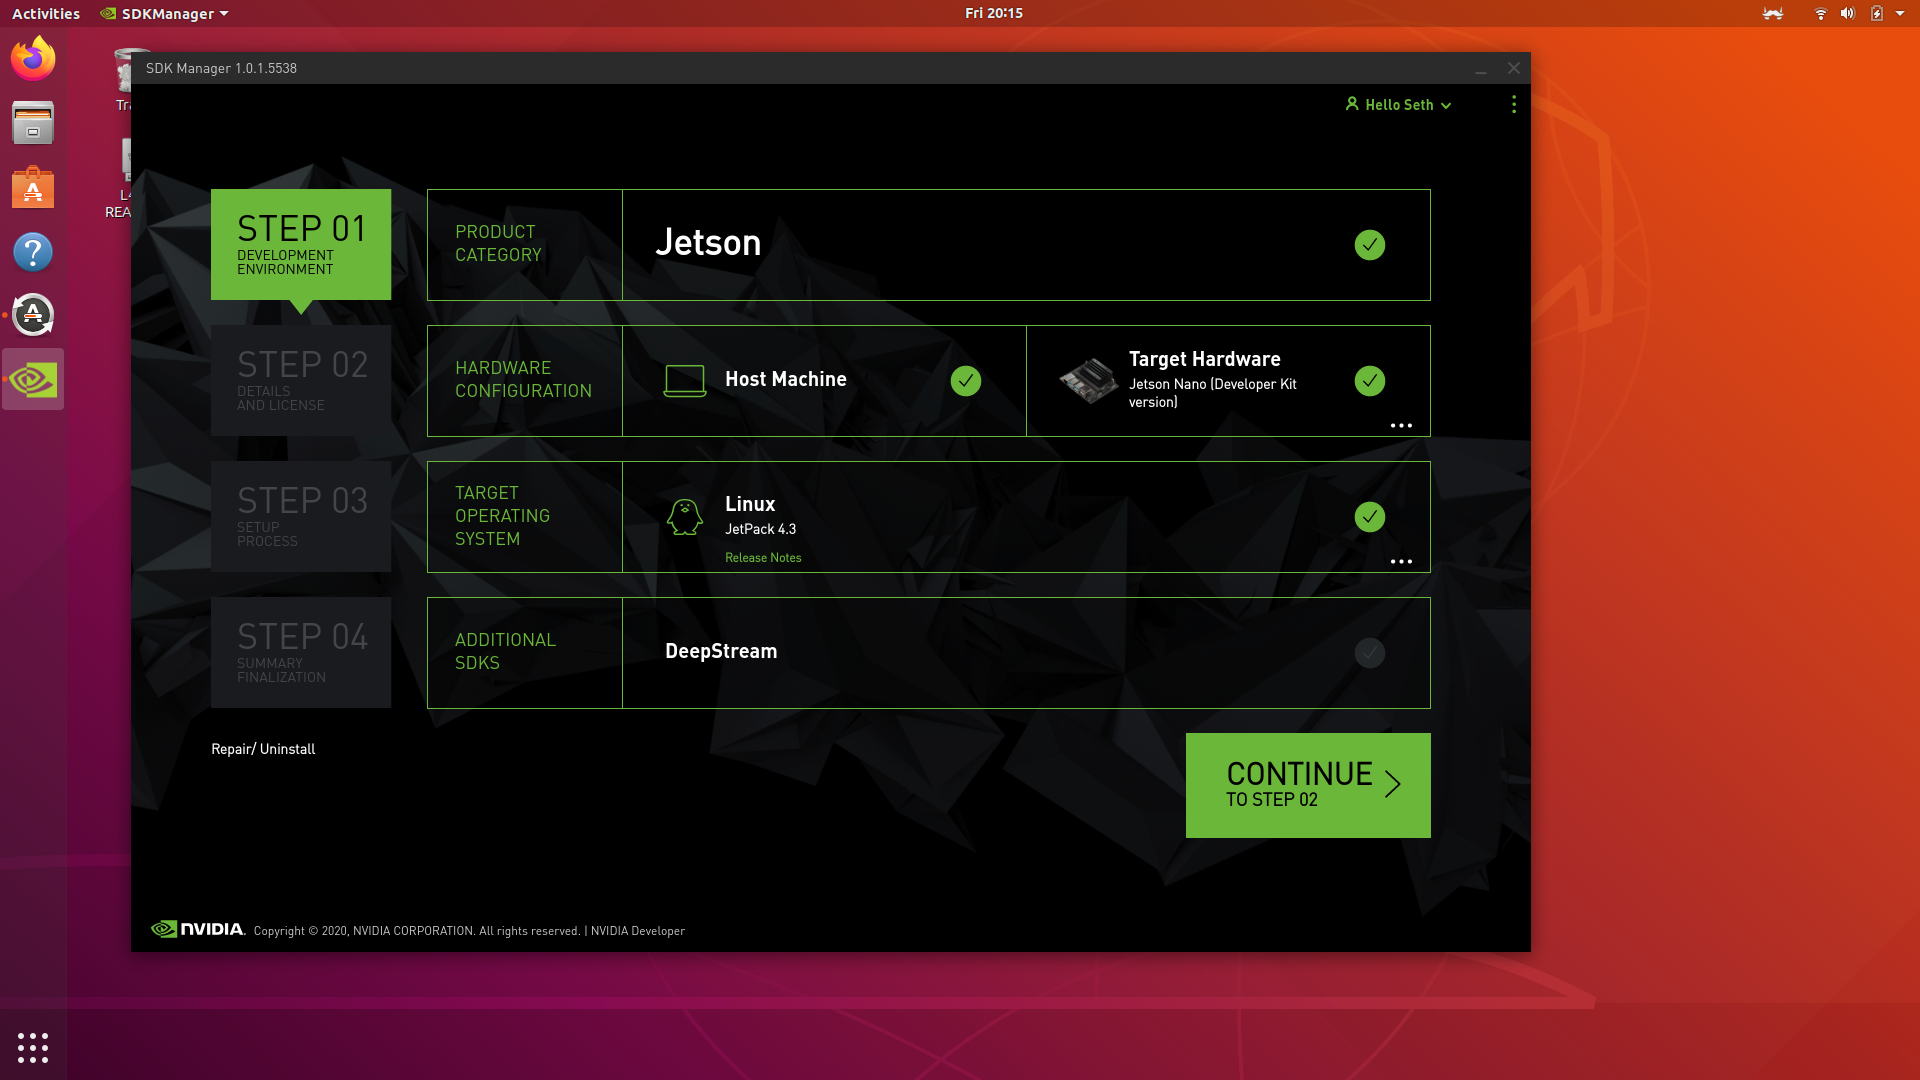 Activities
SDKManager
Fri 20:15
SDK Manager 1.0.1.5538
Hello Seth
STEP 01
DEVELOPMENT
ENVIRONMENT
PRODUCT
CATEGORY
Jetson
STEP 02
DETAILS
AND LICENSE
HARDWARE
CONFIGURATION
Host Machine
Target Hardware
Jetson Nano (Developer Kit
version)
STEP 03
SETUP
PROCESS
TARGET
OPERATING
SYSTEM
Linux
JetPack 4.3
Release Notes
STEP 04
SUMMARY
FINALIZATION
ADDITIONAL
SDKS
DeepStream
Repair/ Uninstall
CONTINUE
TO STEP 02
NVIDIA. Copyright © 2020, NVIDIA CORPORATION. All rights reserved. | NVIDIA Developer